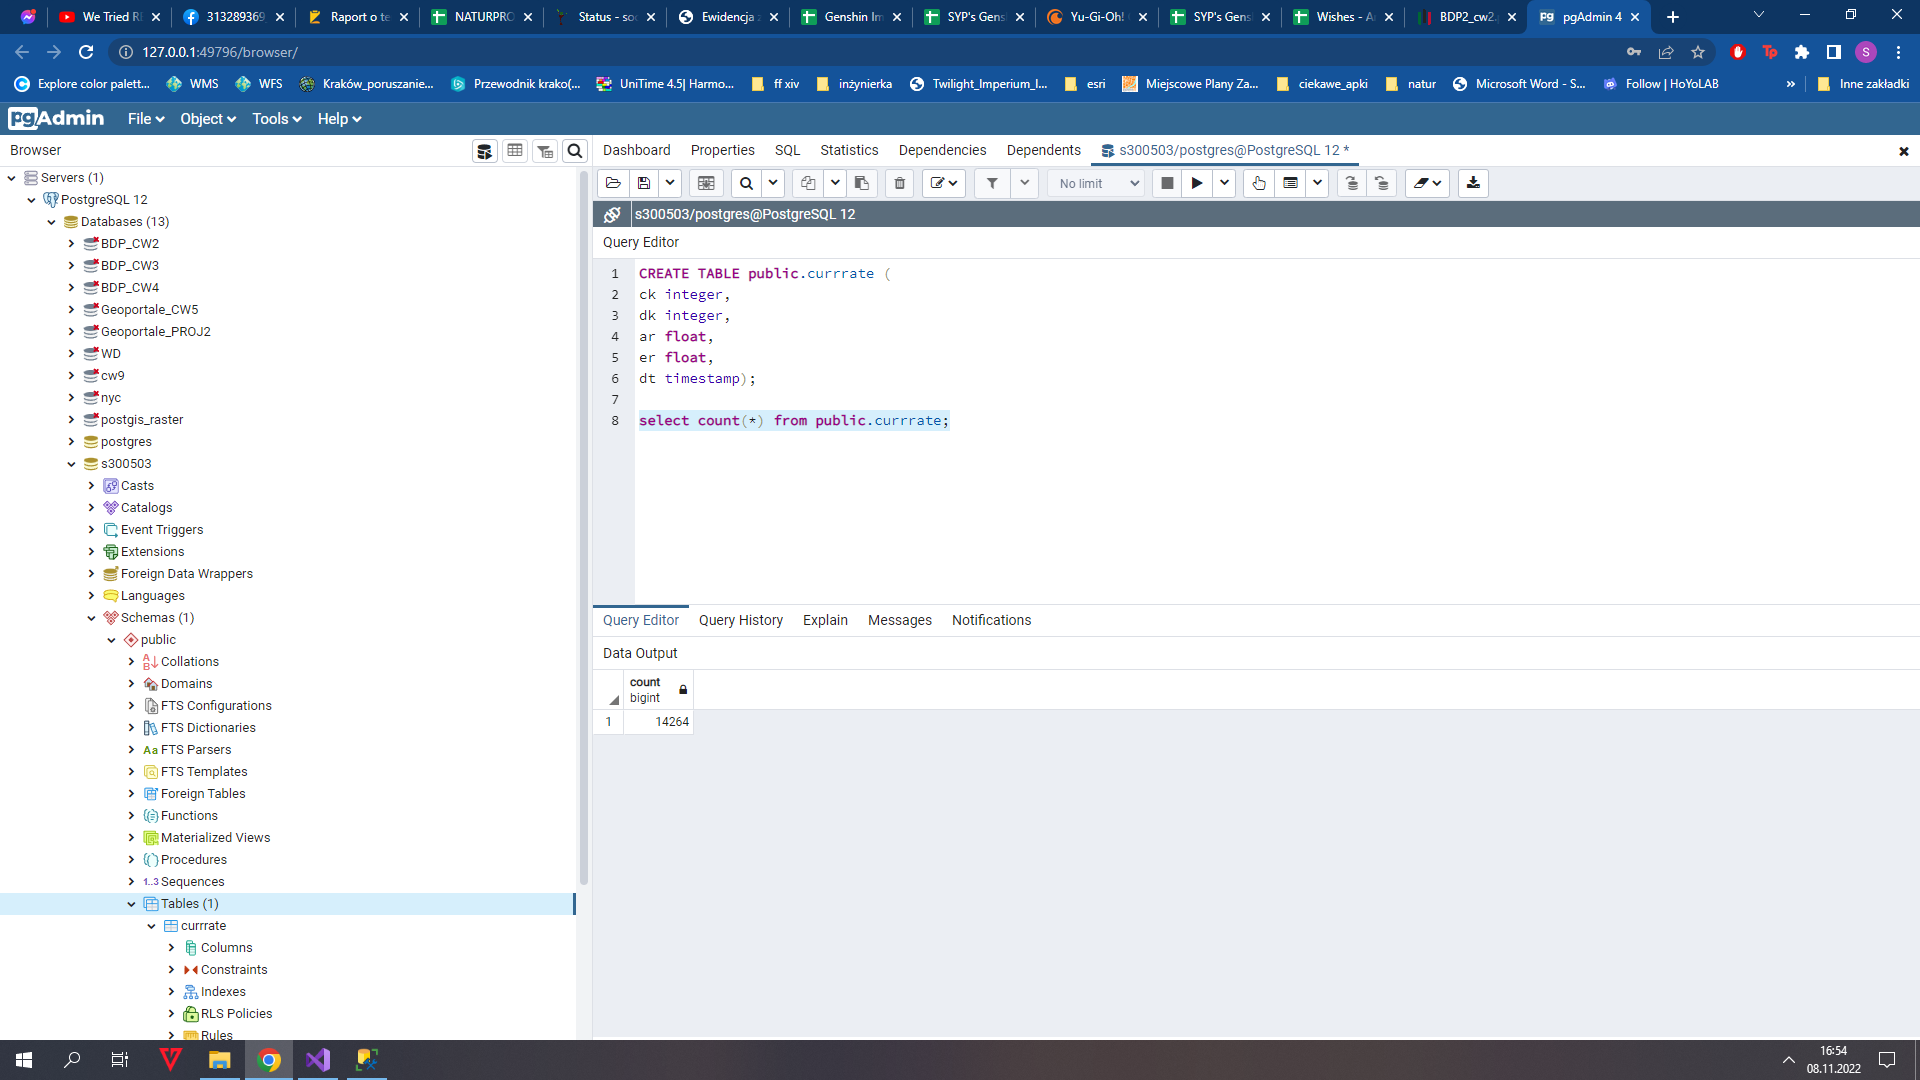 We Tried RI
313289369
Raport o te
NATURPRO
Status - so
Ewidencja z
Genshin Im
SYP's Gens
Yu-Gi-Oh!
SYP's Gens
Wishes - A
BDP2_cw2.
pgAdmin 4
127.0.0.1:49796/browser/
S
Explore color palett...
WMS
WFS
Kraków_poruszanie...
Przewodnik krako(...
UniTime 4.5| Harmo...
ff xiv
inżynierka
Twilight_Imperium_I...
esri
Miejscowe Plany Za...
ciekawe_apki
natur
Microsoft Word - S...
Follow | HoYoLAB
»
Inne zakładki
pgAdmin
File
Object
Tools
Help
Browser
Dashboard
Properties
SQL
Statistics
Dependencies
Dependents
s300503/postgres@PostgreSQL 12 *
Servers (1)
PostgreSQL 12
Databases (13)
BDP_CW2
BDP_CW3
BDP_CW4
Geoportale_CW5
Geoportale_PROJ2
WD
cw9
nyc
postgis_raster
postgres
s300503
Casts
Catalogs
Event Triggers
Extensions
Foreign Data Wrappers
Languages
Schemas (1)
public
Collations
Domains
FTS Configurations
FTS Dictionaries
Aa FTS Parsers
FTS Templates
Foreign Tables
Functions
Materialized Views
Procedures
1..3 Sequences
Tables (1)
currrate
Columns
Constraints
Indexes
RLS Policies
Rules
No limit
s300503/postgres@PostgreSQL 12
Query Editor
1 CREATE TABLE public.currrate (
2 ck integer,
3 dk integer,
4 ar float,
5 er float,
6 dt timestamp);
7
8 select count(*) from public.currrate;
Query Editor
Query History
Explain
Messages
Notifications
Data Output
count
bigint
1 14264
16:54
08.11.2022